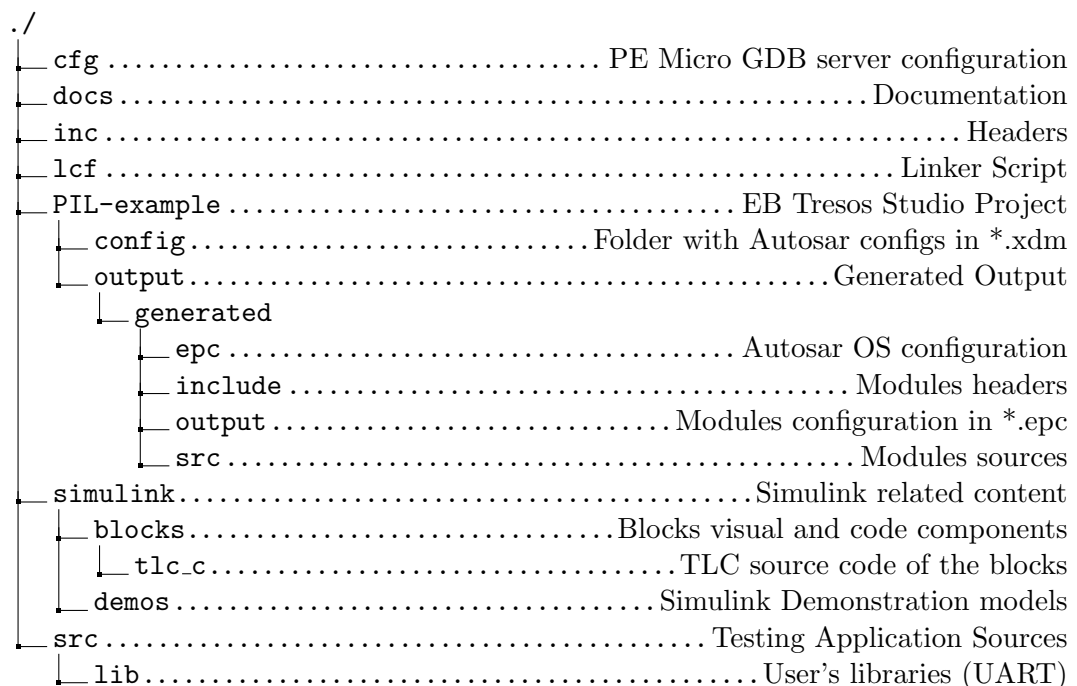 ./
cfg ..................................... PE Micro GDB server configuration
docs ........................................................ Documentation
inc ................................................................ Headers
lcf .......................................................... Linker Script
PIL-example ...................................... EB Tresos Studio Project
config .............................. Folder with Autosar configs in *.xdm
output ................................................ Generated Output
generated
epc ...................................... Autosar OS configuration
include .......................................... Modules headers
output .............................. Modules configuration in *.epc
src ............................................... Modules sources
simulink ........................................... Simulink related content
blocks ................................ Blocks visual and code components
tlc_c ................................... TLC source code of the blocks
demos .................................... Simulink Demonstration models
src ............................................. Testing Application Sources
lib .............................................. User's libraries (UART)